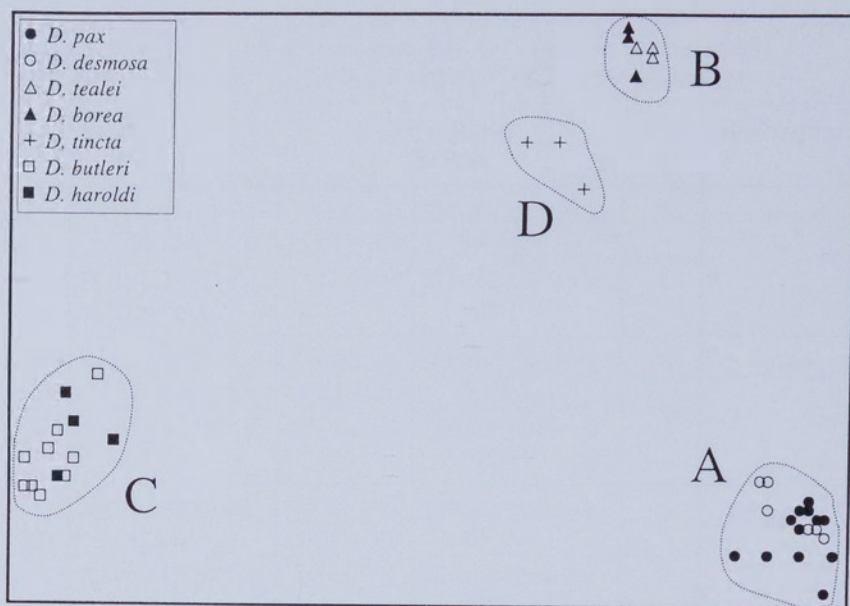 D. pax
D. desmosa
D. tealei
D. borea
D, tincta
D. butleri
D. haroldi
B
D
A
C